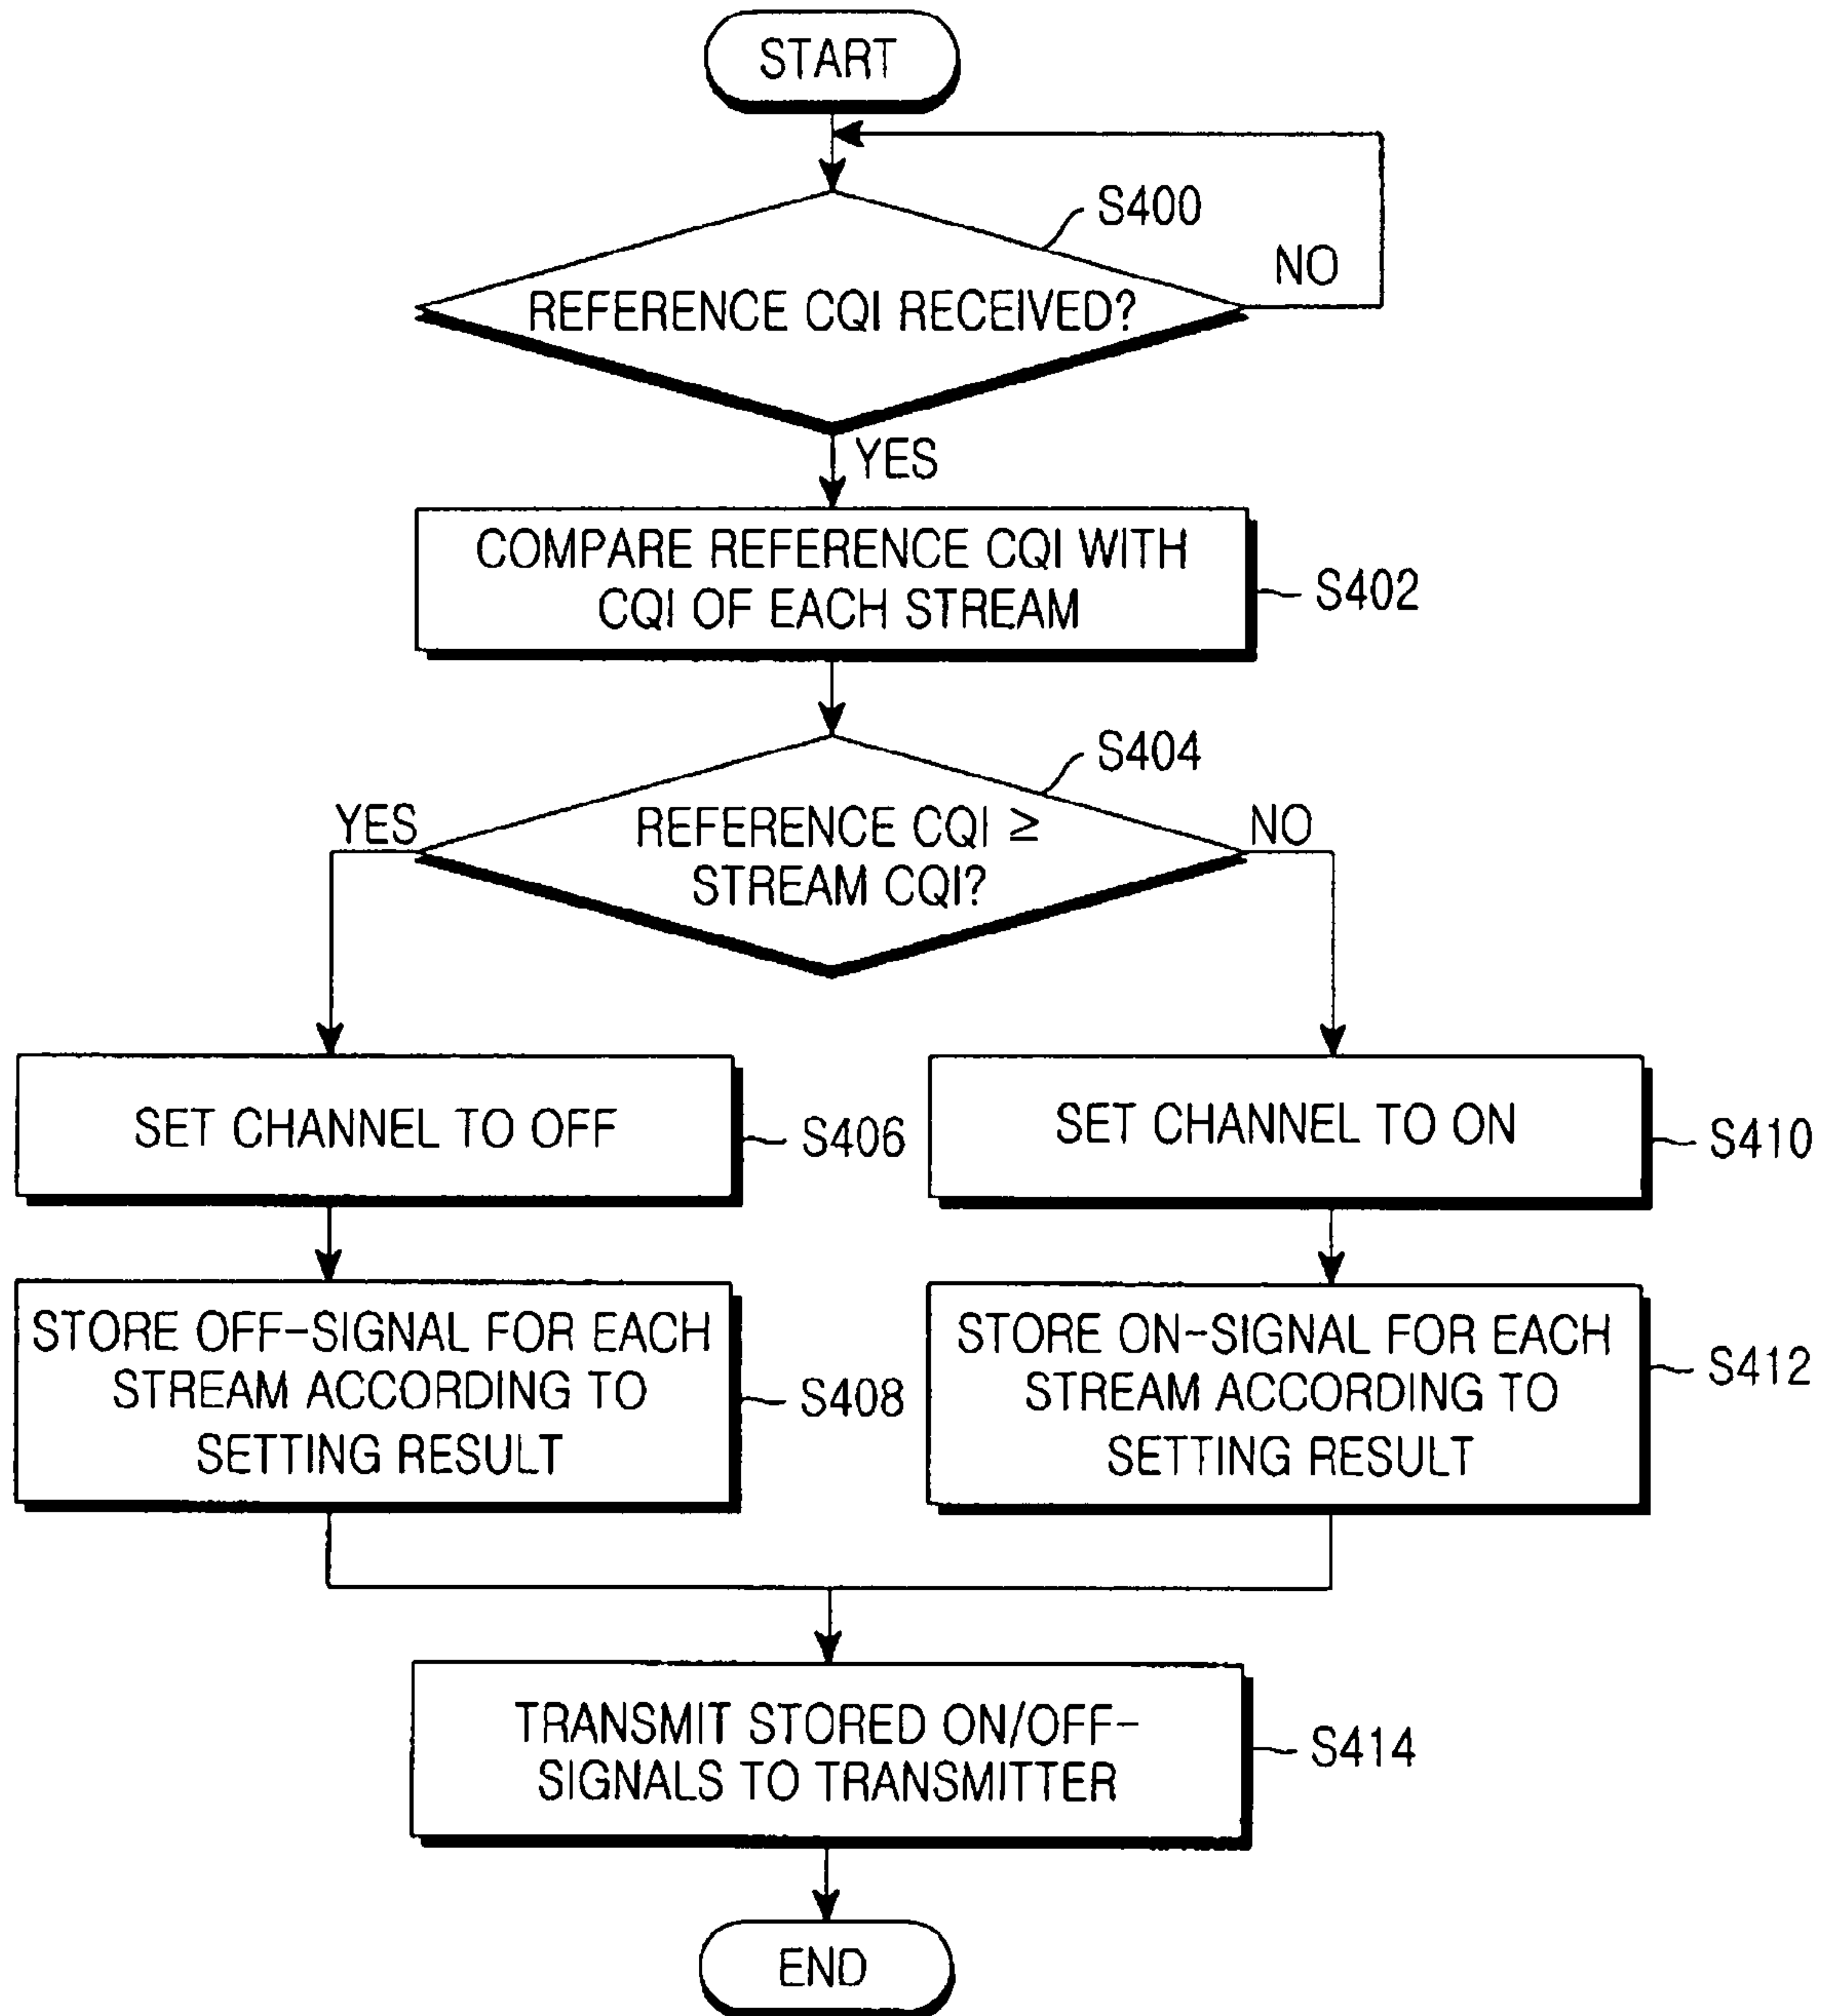 START
S400
NO
REFERENCE CQI RECEIVED?
YES
COMPARE REFERENCE CQI WITH
CQI OF EACH STREAM
S402
S404
YES
NO
REFERENCE CQI ≥
STREAM CQI?
SET CHANNEL TO OFF
S406
SET CHANNEL TO ON
S410
STORE OFF-SIGNAL FOR EACH
STREAM ACCORDING TO
SETTING RESULT
S408
STORE ON-SIGNAL FOR EACH
STREAM ACCORDING TO
SETTING RESULT
S412
TRANSMIT STORED ON/OFF-
SIGNALS TO TRANSMITTER
S414
END